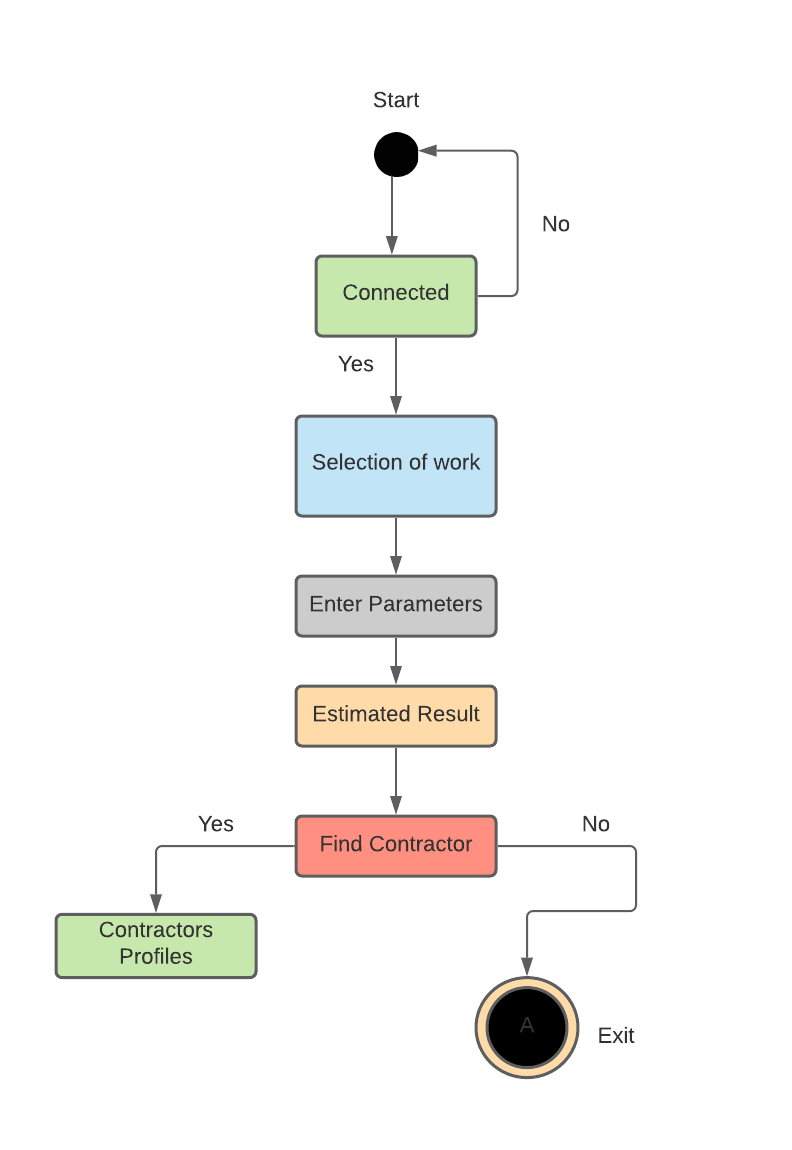 Start
No
Connected
Yes
Selection of work
Enter Parameters
Estimated Result
Yes
No
Find Contractor
Contractors
Profiles
A
Exit